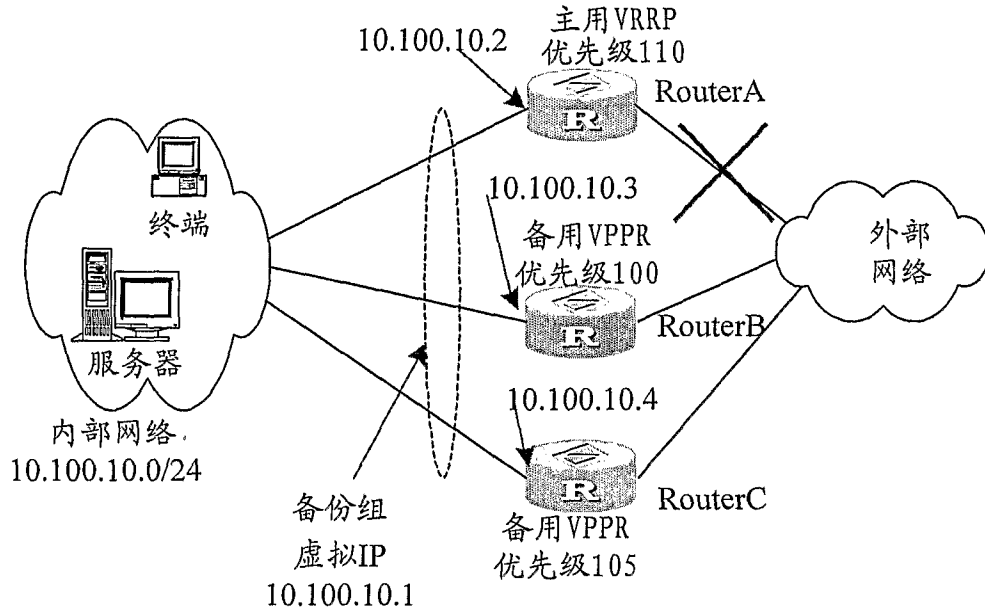 主用VRRP
优先级110
10.100.10.2
RouterA
R
10.100.10.3
备用VPPR
优先级100
R
RouterB
外部
网络
终端
服务器
内部网络
10.100.10.0/24
10.100.10.4
R
RouterC
备用VPPR
优先级105
备份组
虚拟IP
10.100.10.1